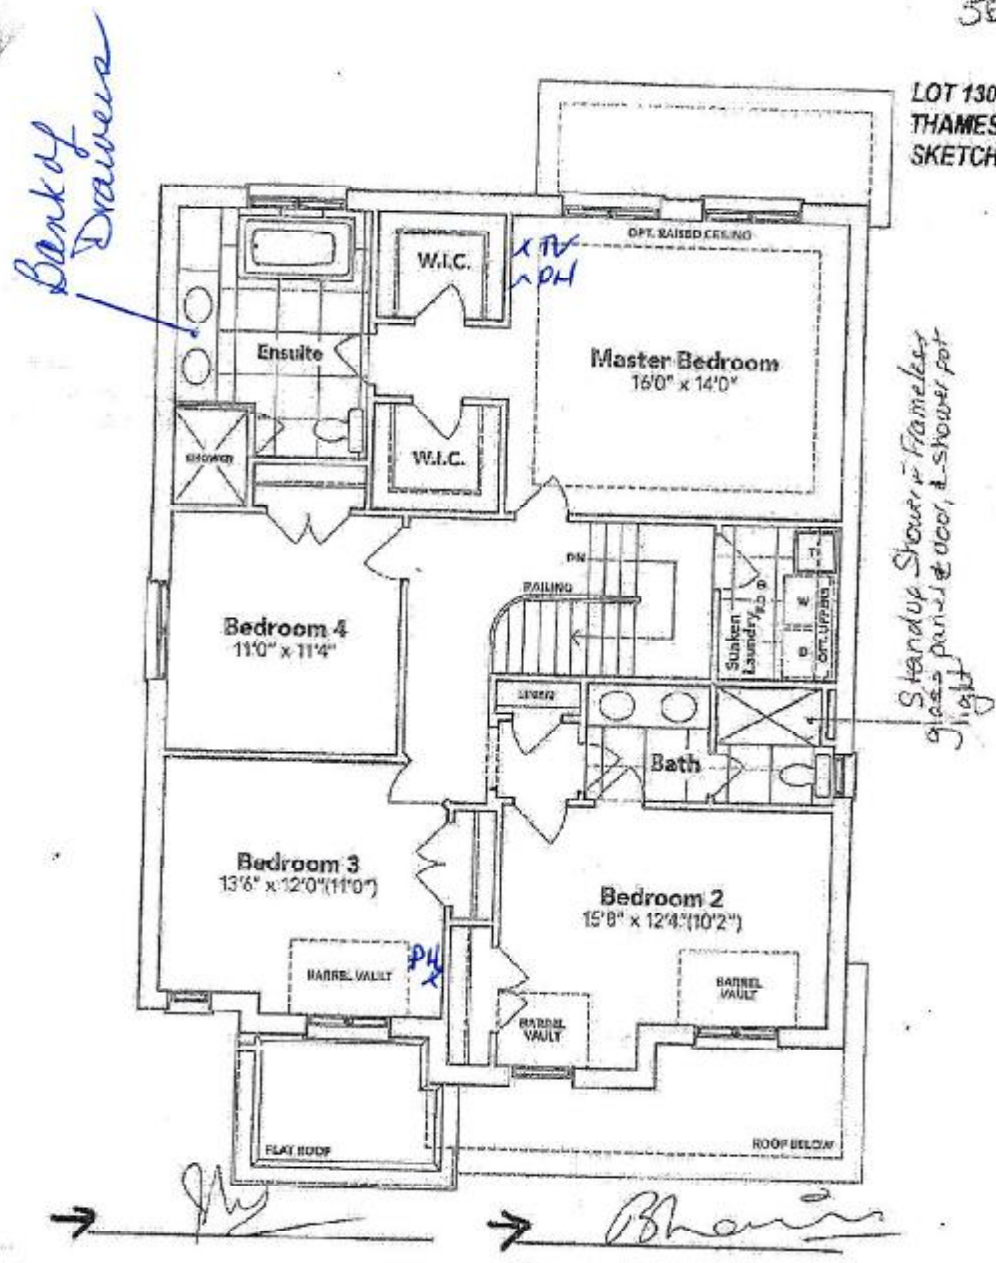 LOT 130
THAMES
SKETCH
Bank of
Drawers
OPT. RAISED CEILING
W.I.C.
x TV
PH
Ensuite
Master Bedroom
16'0" x 14'0"
W.I.C.
SHOWER
Standup Shower Frameless
glass panel & door, & shower pot
light
DN
RAILING
T
W
D
Sunken
Laundry
OPT. UPPERS
Bedroom 4
11'0" x 11'4"
LINEN
Bath
Bedroom 3
13'6" x 12'0"(11'0")
Bedroom 2
15'8" x 12'4"(10'2")
BARREL VAULT
PH
x
BARREL
VAULT
BARREL
VAULT
FLAT ROOF
ROOF BELOW